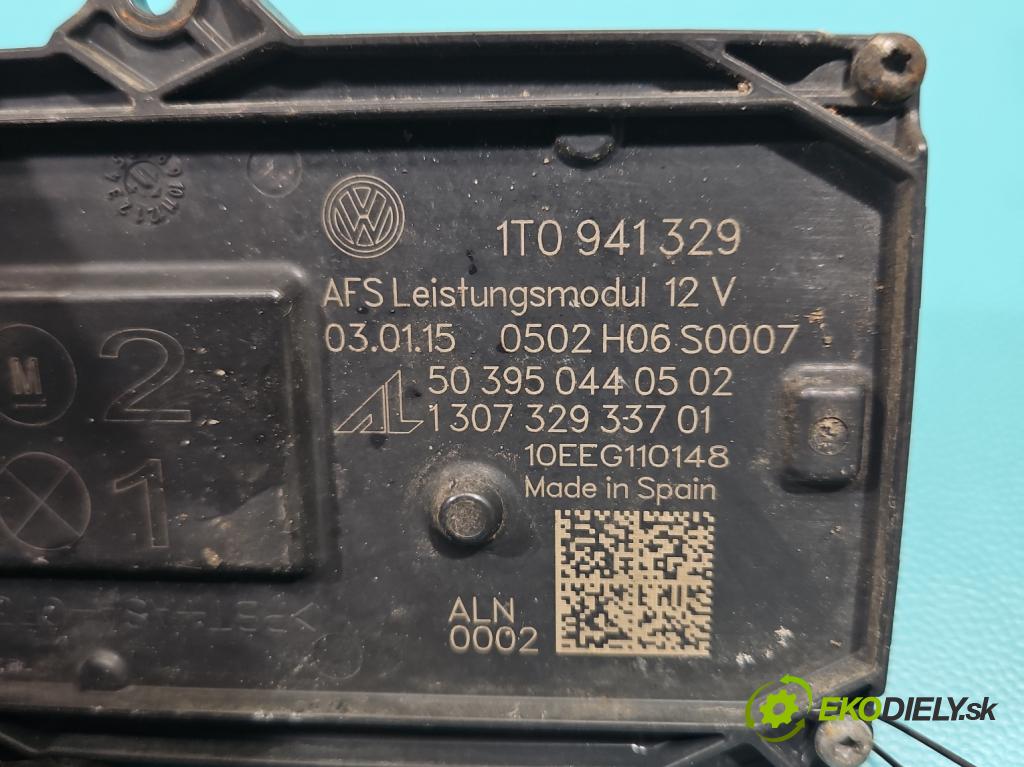 1T0 941 329
AFS Leistungsmodul 12 V
03.01.15 0502 H06 S0007
50 395 044 05 02
AL 1 307 329 337 01
10EEG110148
Made in Spain
M 2
1
ALN
0002
EKODIELY.sk